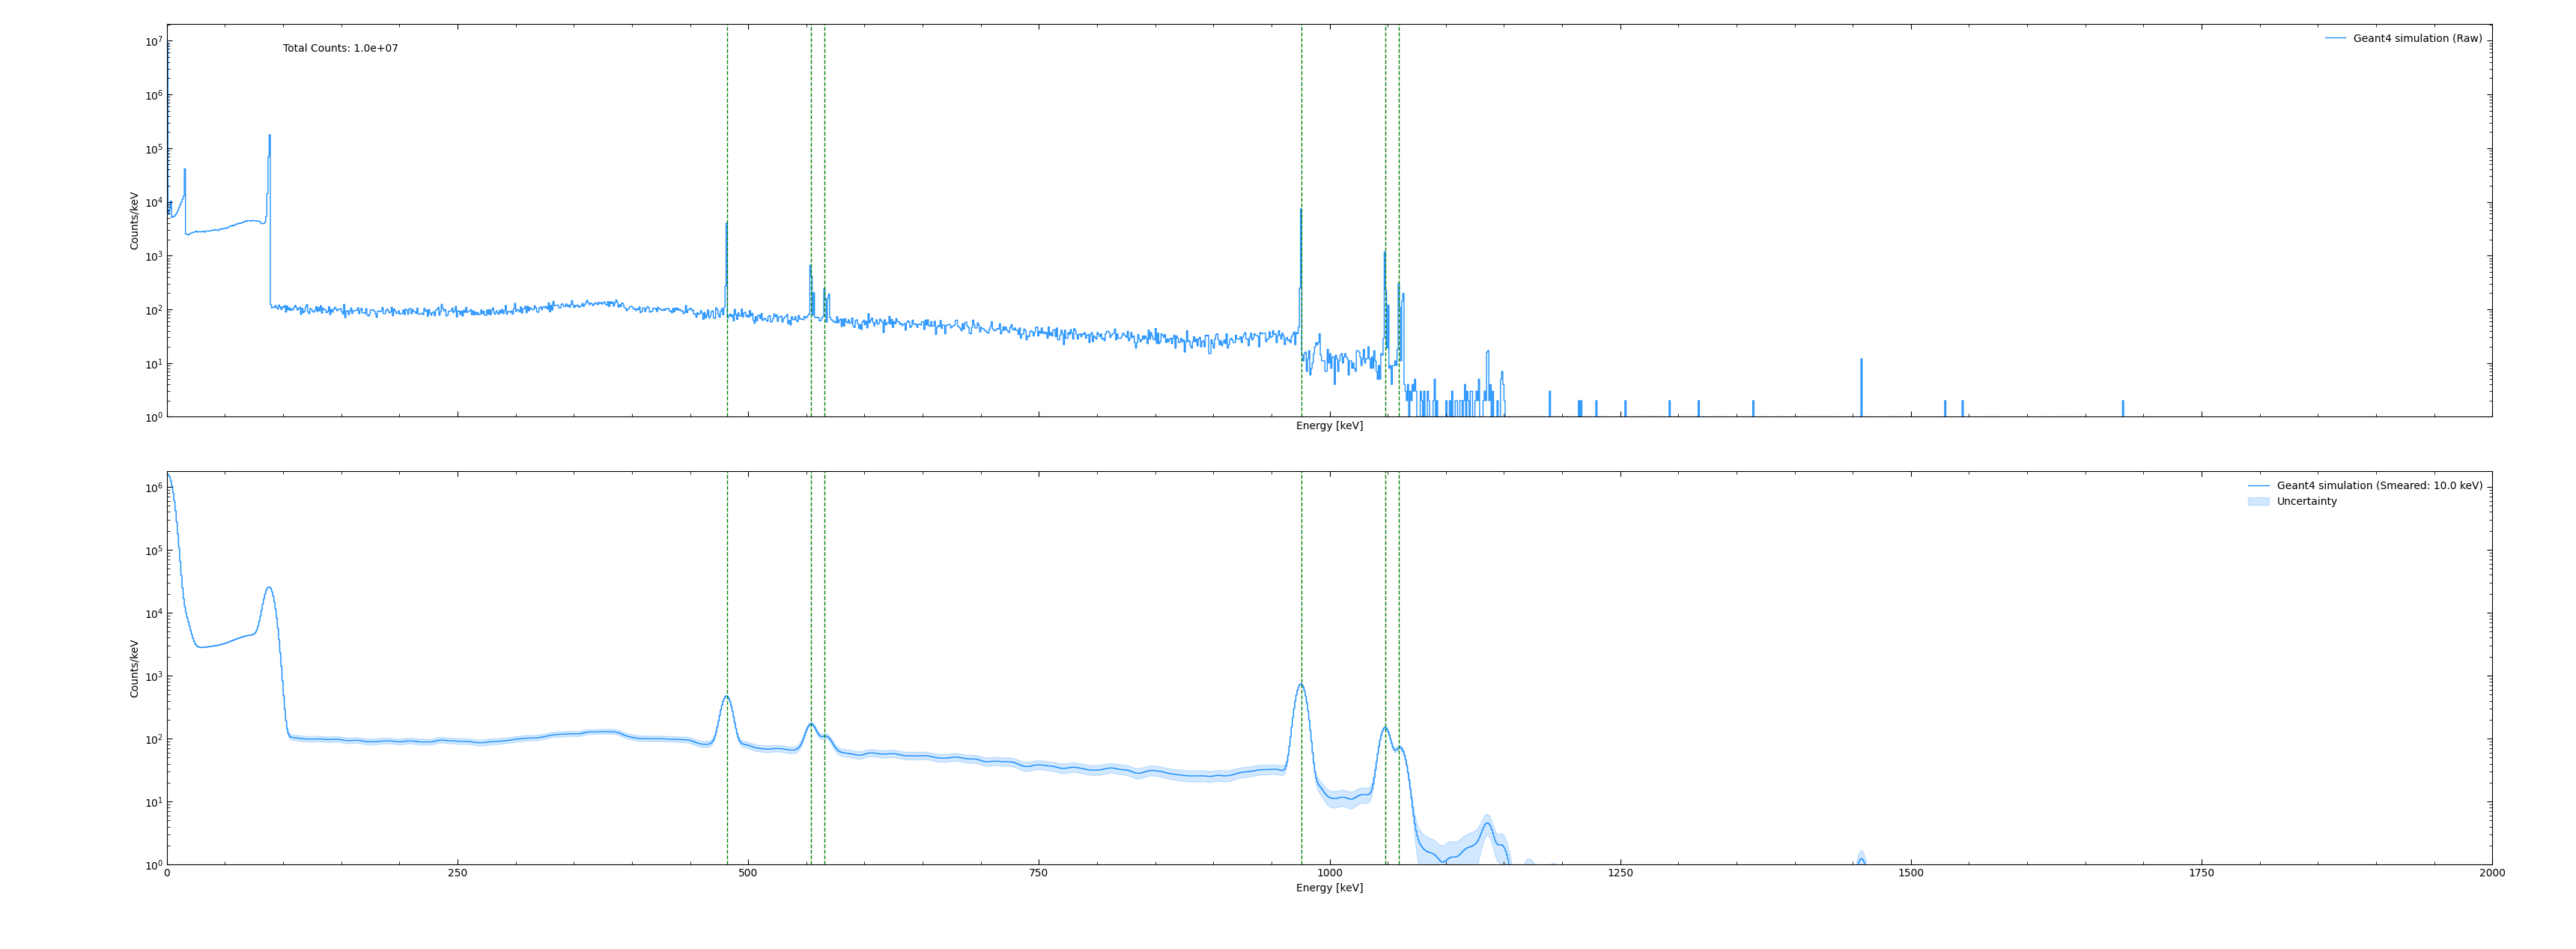 10^7
10^6
10^5
10^4
10^3
10^2
10^1
10^0
Counts/keV
Total Counts: 1.0e+07
Geant4 simulation (Raw)
Energy [keV]
10^6
10^5
10^4
10^3
10^2
10^1
10^0
Counts/keV
Geant4 simulation (Smeared: 10.0 keV)
Uncertainty
0 250 500 750 1000 1250 1500 1750 2000
Energy [keV]